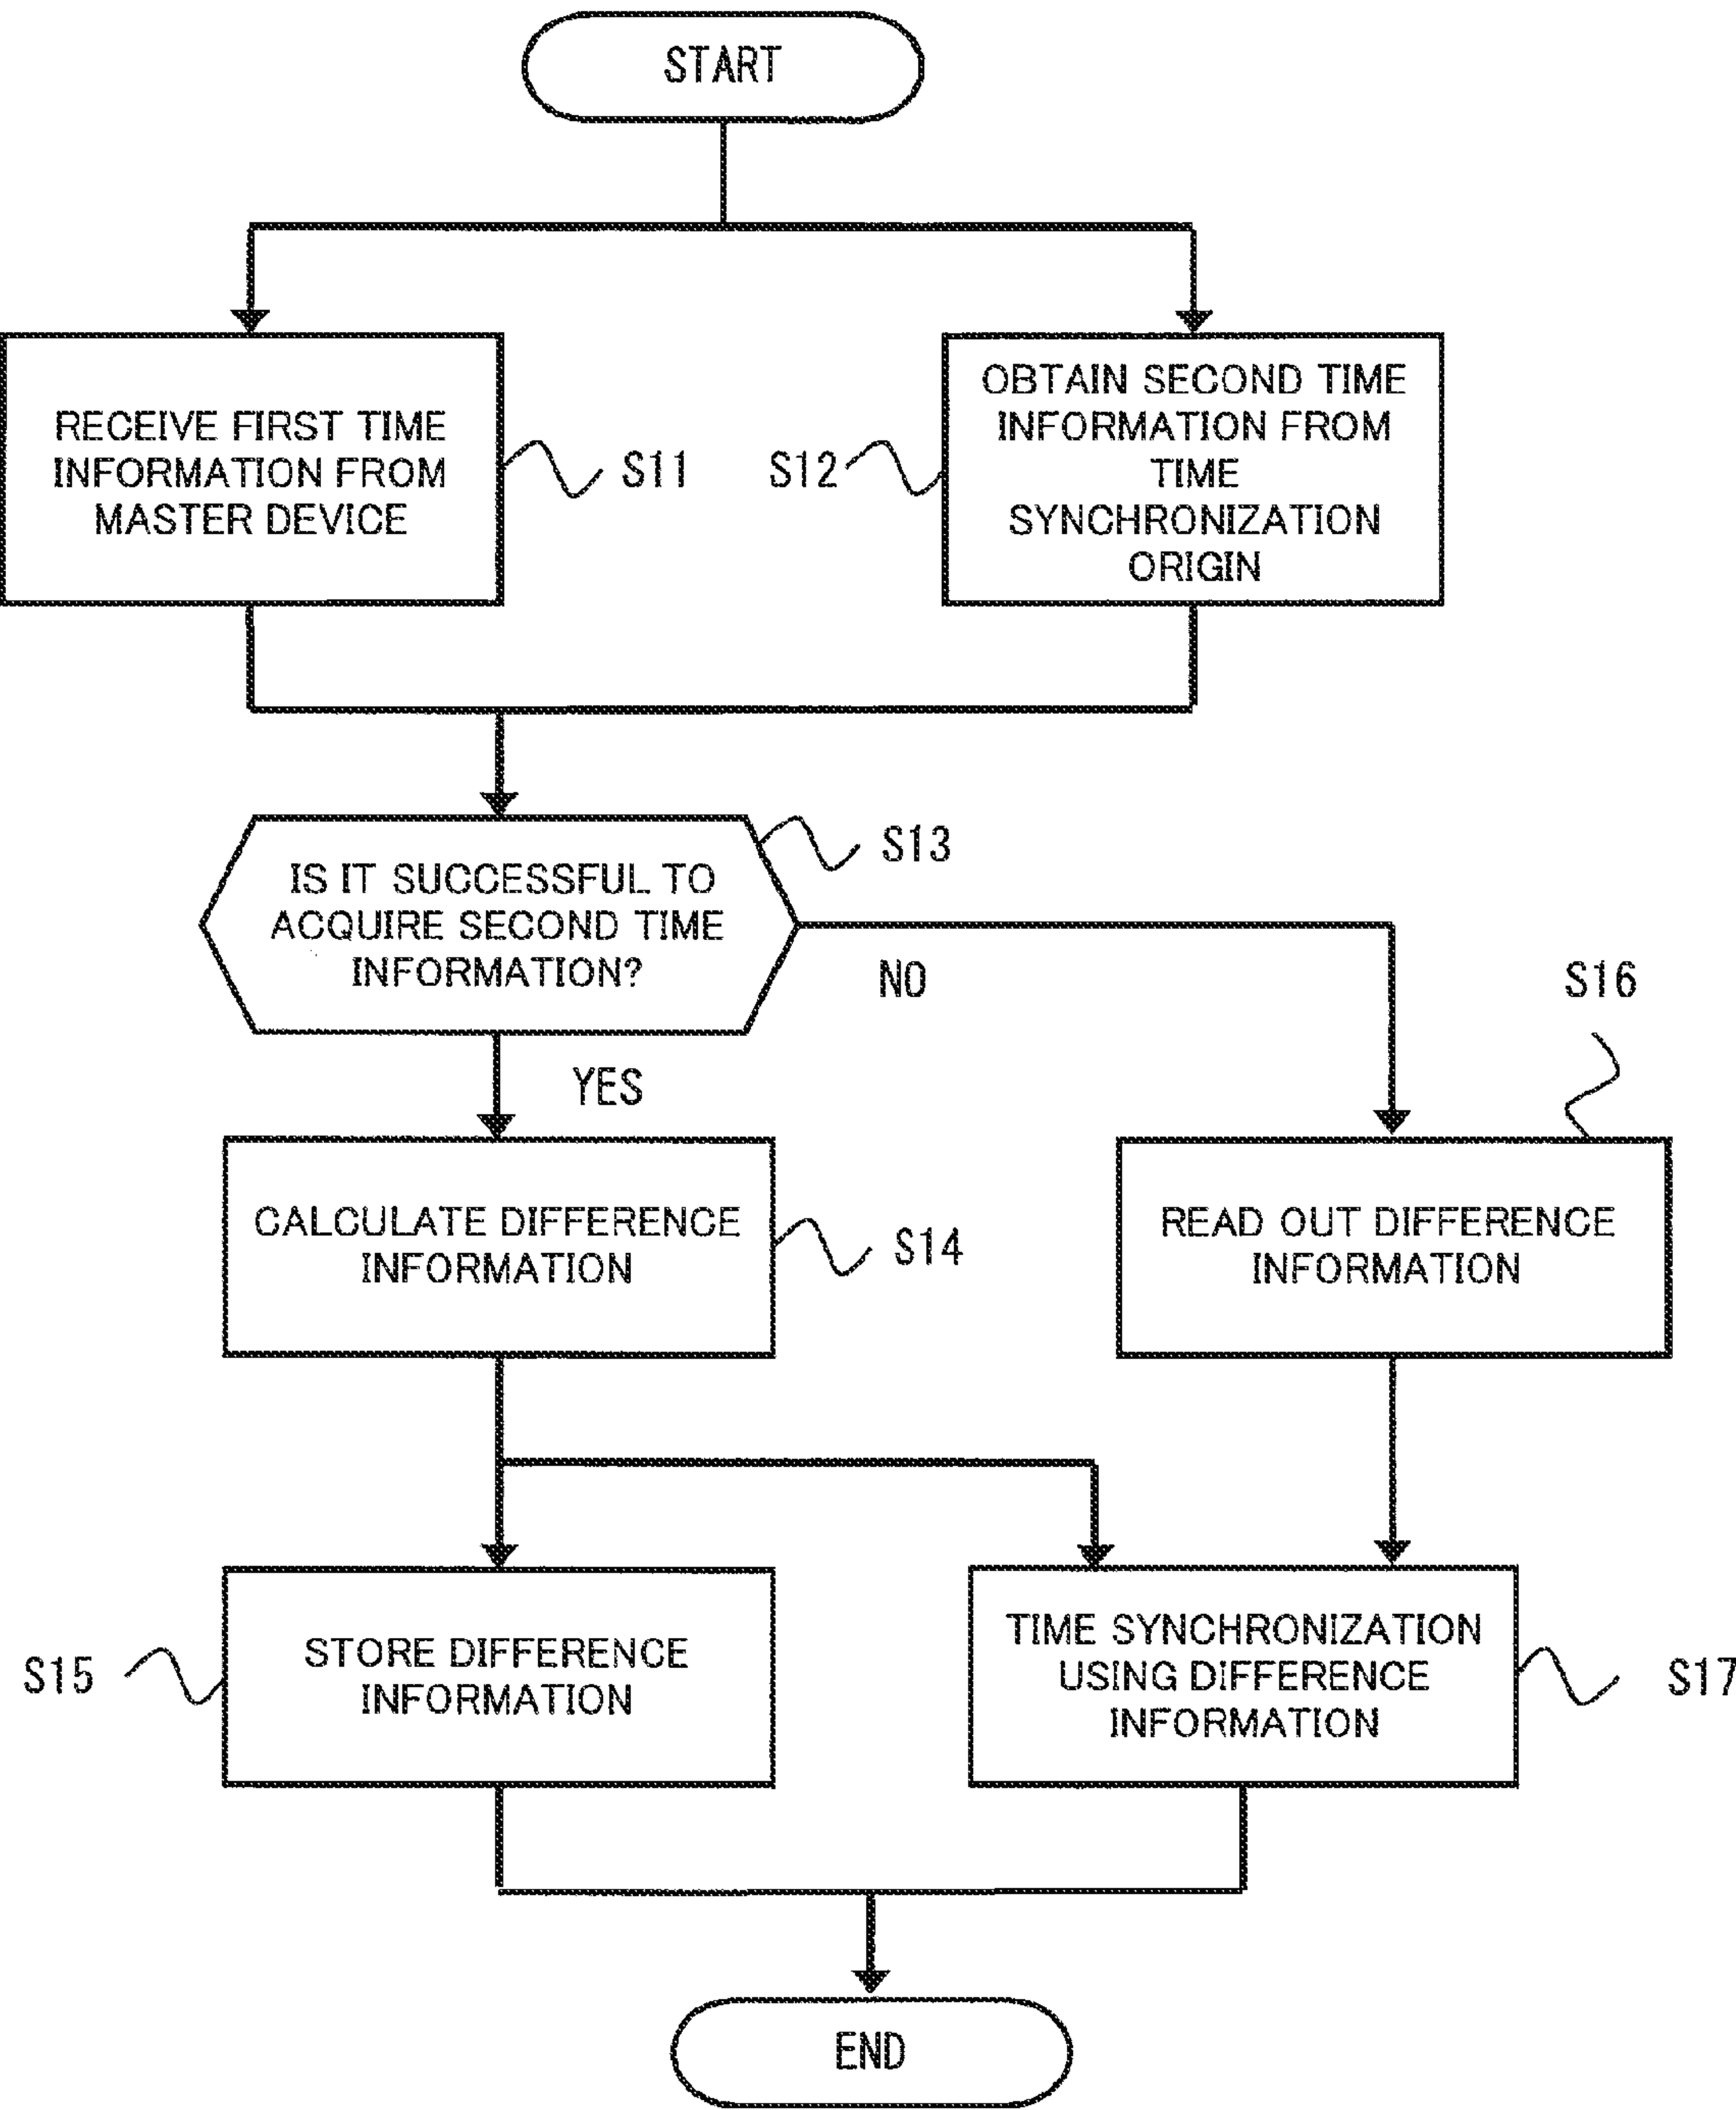 START
RECEIVE FIRST TIME
INFORMATION FROM
MASTER DEVICE
S11
S12
OBTAIN SECOND TIME
INFORMATION FROM
TIME
SYNCHRONIZATION
ORIGIN
IS IT SUCCESSFUL TO
ACQUIRE SECOND TIME
INFORMATION?
S13
NO
YES
S16
CALCULATE DIFFERENCE
INFORMATION
S14
READ OUT DIFFERENCE
INFORMATION
S15
STORE DIFFERENCE
INFORMATION
TIME SYNCHRONIZATION
USING DIFFERENCE
INFORMATION
S17
END